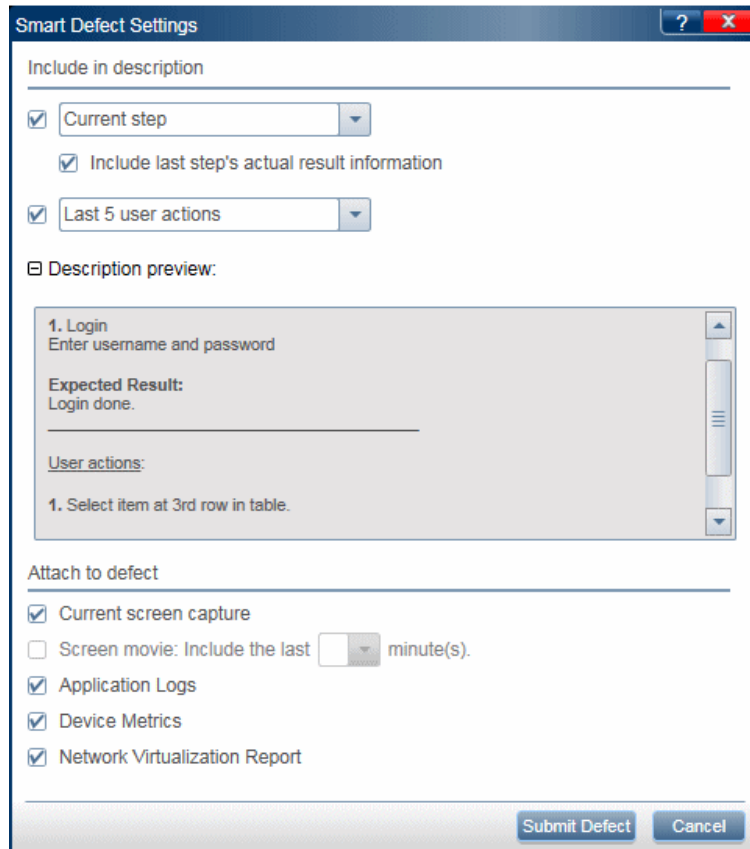 Smart Defect Settings
? X
Include in description
Current step
Include last step's actual result information
Last 5 user actions
Description preview:
1. Login
Enter username and password
Expected Result:
Login done.
User actions:
1. Select item at 3rd row in table.
Attach to defect
Current screen capture
Screen movie: Include the last minute(s).
Application Logs
Device Metrics
Network Virtualization Report
Submit Defect Cancel